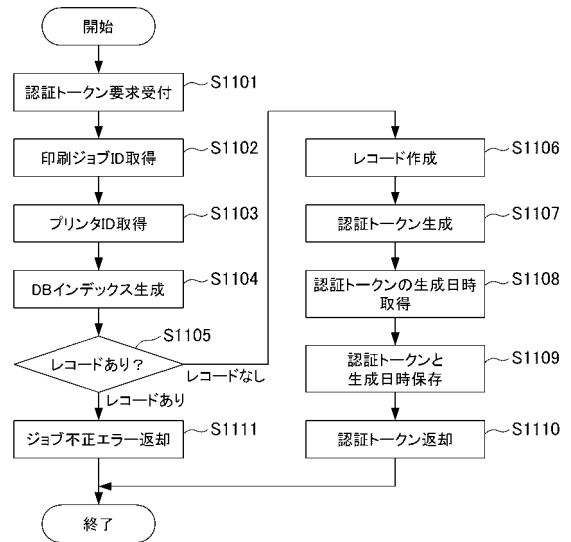 開始
認証トークン要求受付
S1101
印刷ジョブID取得
S1102
プリンタID取得
S1103
DBインデックス生成
S1104
レコードあり?
S1105
レコードなし
レコードあり
ジョブ不正エラー返却
S1111
終了
レコード作成
S1106
認証トークン生成
S1107
認証トークンの生成日時
取得
S1108
認証トークンと
生成日時保存
S1109
認証トークン返却
S1110